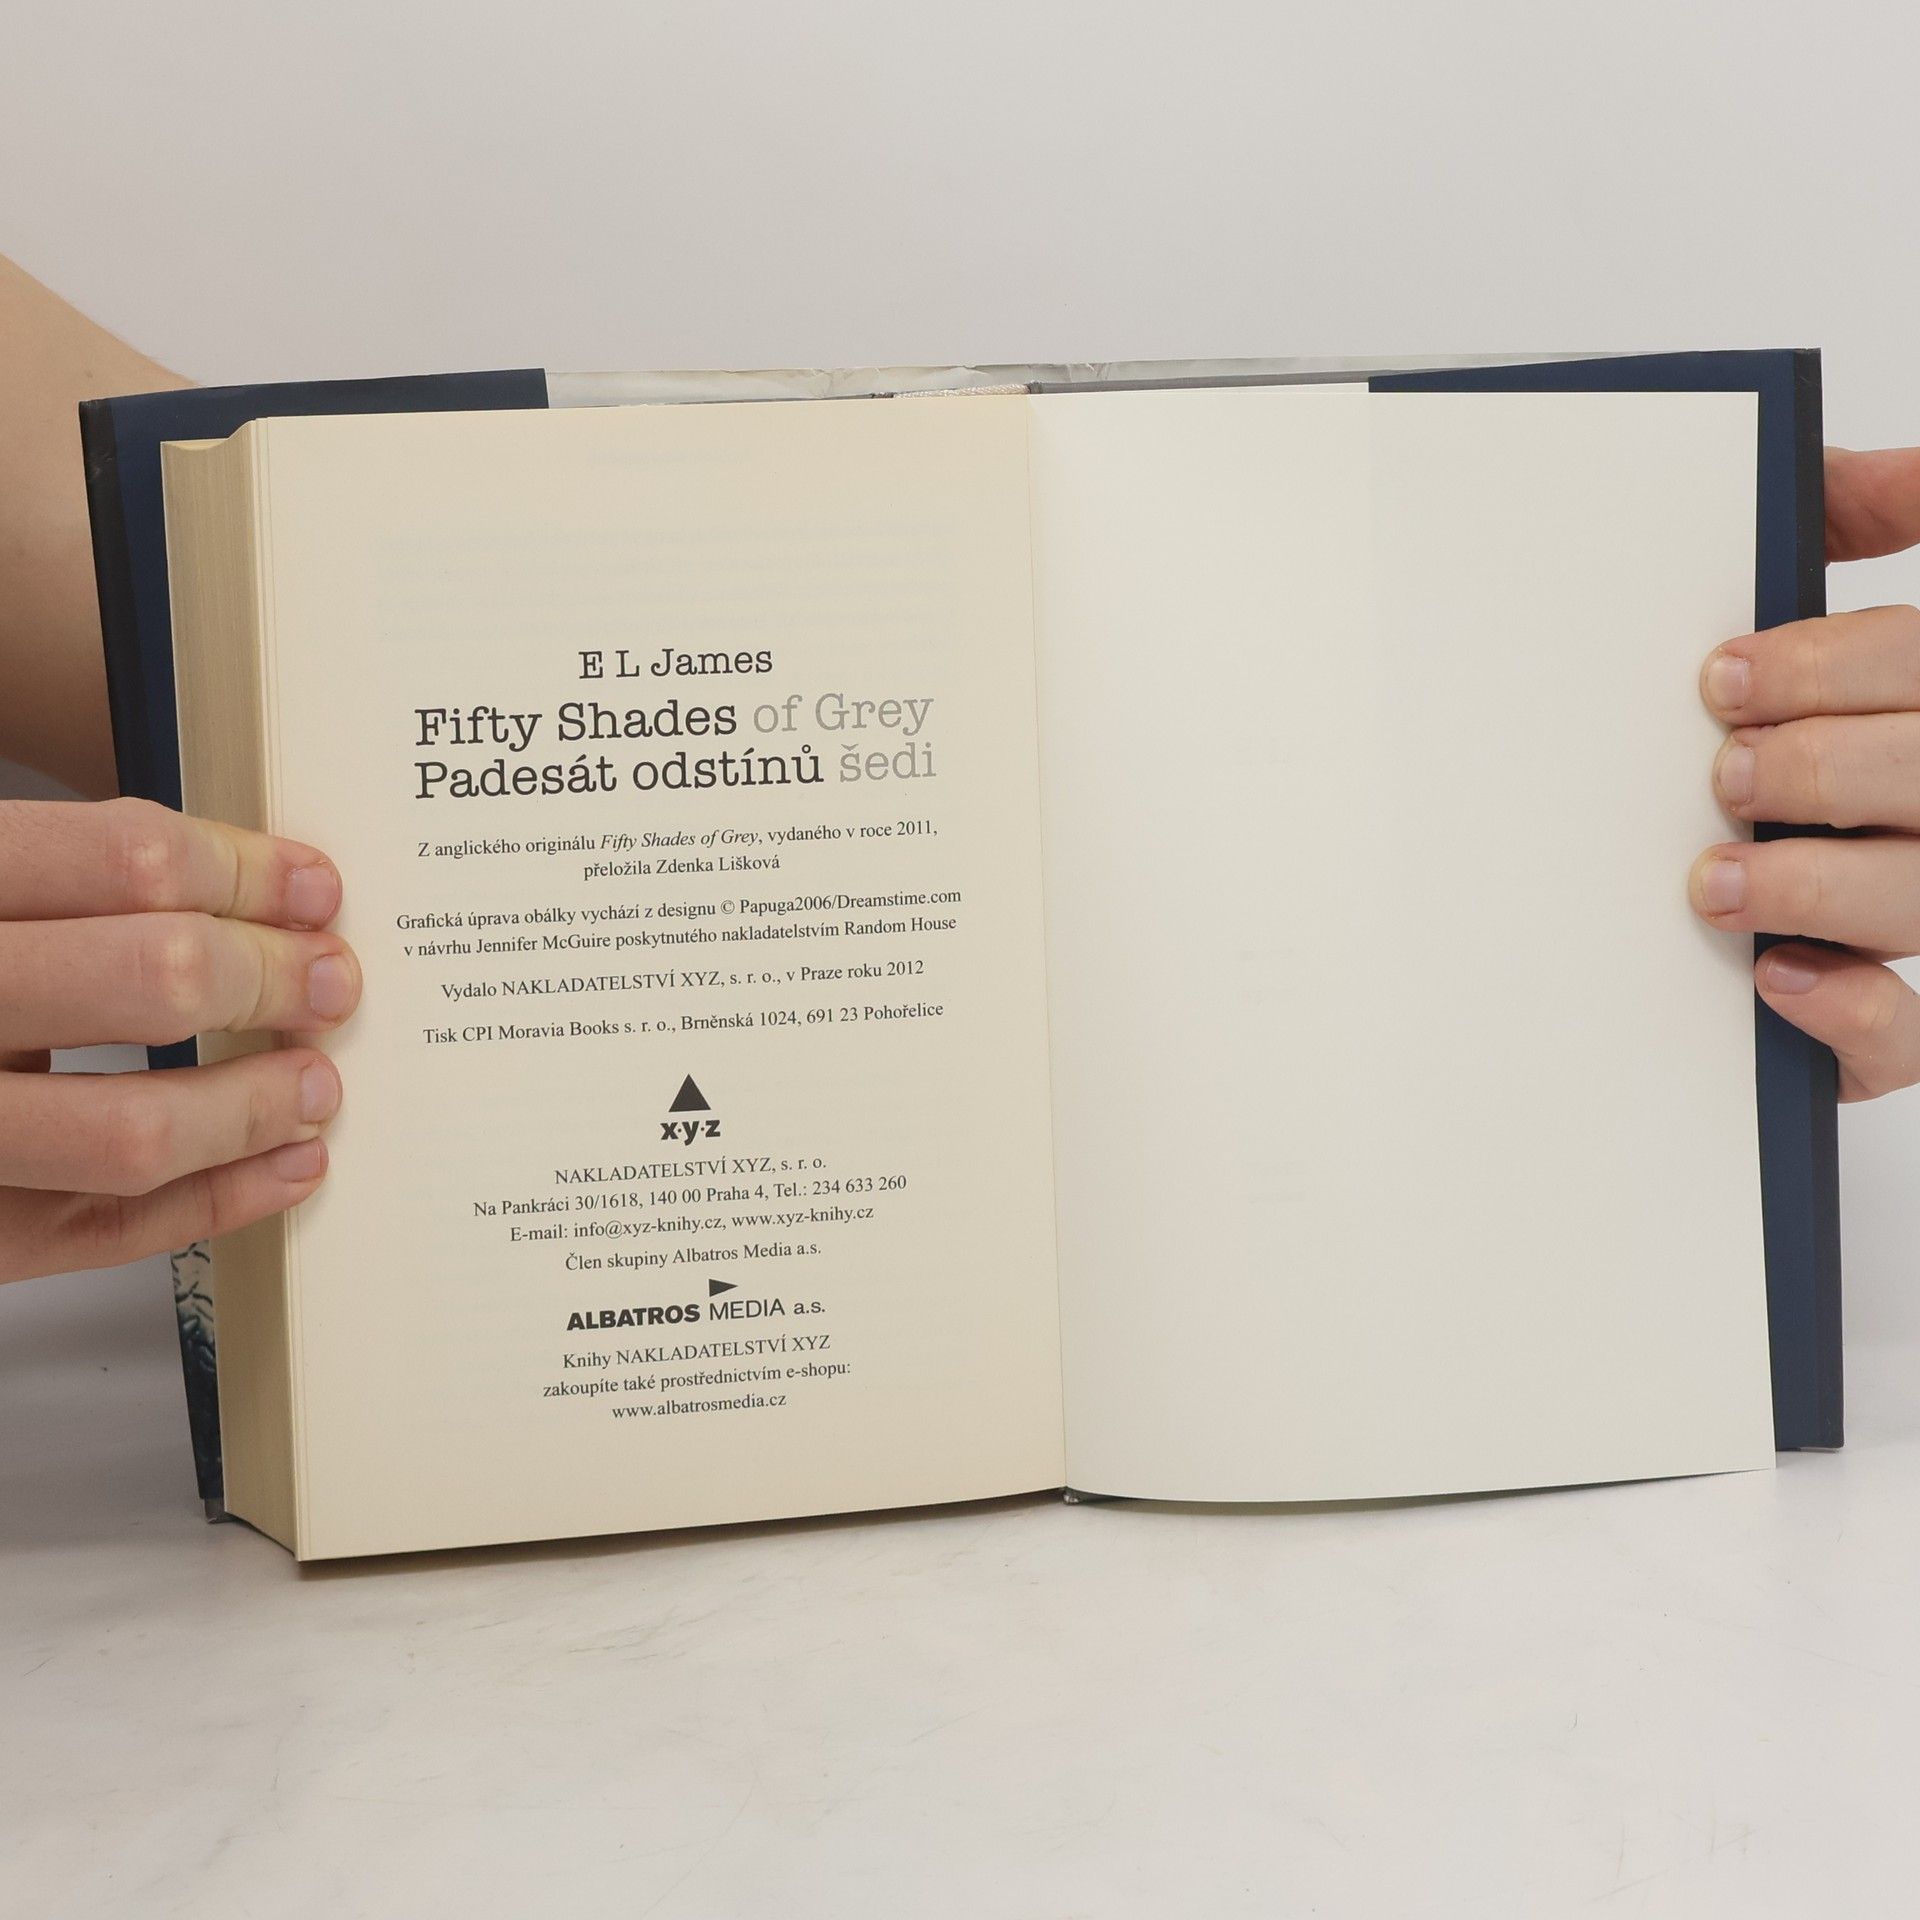 E L James
Fifty Shades of Grey
Padesát odstínů šedi
Z anglického originálu Fifty Shades of Grey, vydaného v roce 2011,
přeložila Zdenka Lišková
Grafická úprava obálky vychází z designu © Papuga2006/Dreamstime.com
v návrhu Jennifer McGuire poskytnutého nakladatelstvím Random House
Vydalo NAKLADATELSTVÍ XYZ, s. r. o., v Praze roku 2012
Tisk CPI Moravia Books s. r. o., Brněnská 1024, 691 23 Pohořelice
x·y·z
NAKLADATELSTVÍ XYZ, s. r. o.
Na Pankráci 30/1618, 140 00 Praha 4, Tel.: 234 633 260
E-mail: info@xyz-knihy.cz, www.xyz-knihy.cz
Člen skupiny Albatros Media a.s.
ALBATROS MEDIA a.s.
Knihy NAKLADATELSTVÍ XYZ
zakoupíte také prostřednictvím e-shopu:
www.albatrosmedia.cz